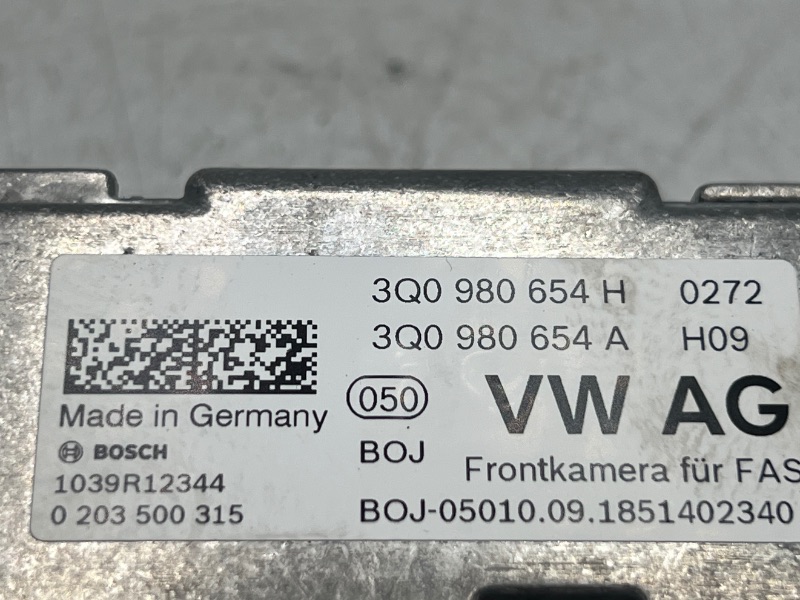 3Q0 980 654 H 0272
3Q0 980 654 A H09
Made in Germany
050
VW AG
BOSCH
BOJ
Frontkamera für FAS
1039R12344
0 203 500 315
BOJ-05010.09.1851402340